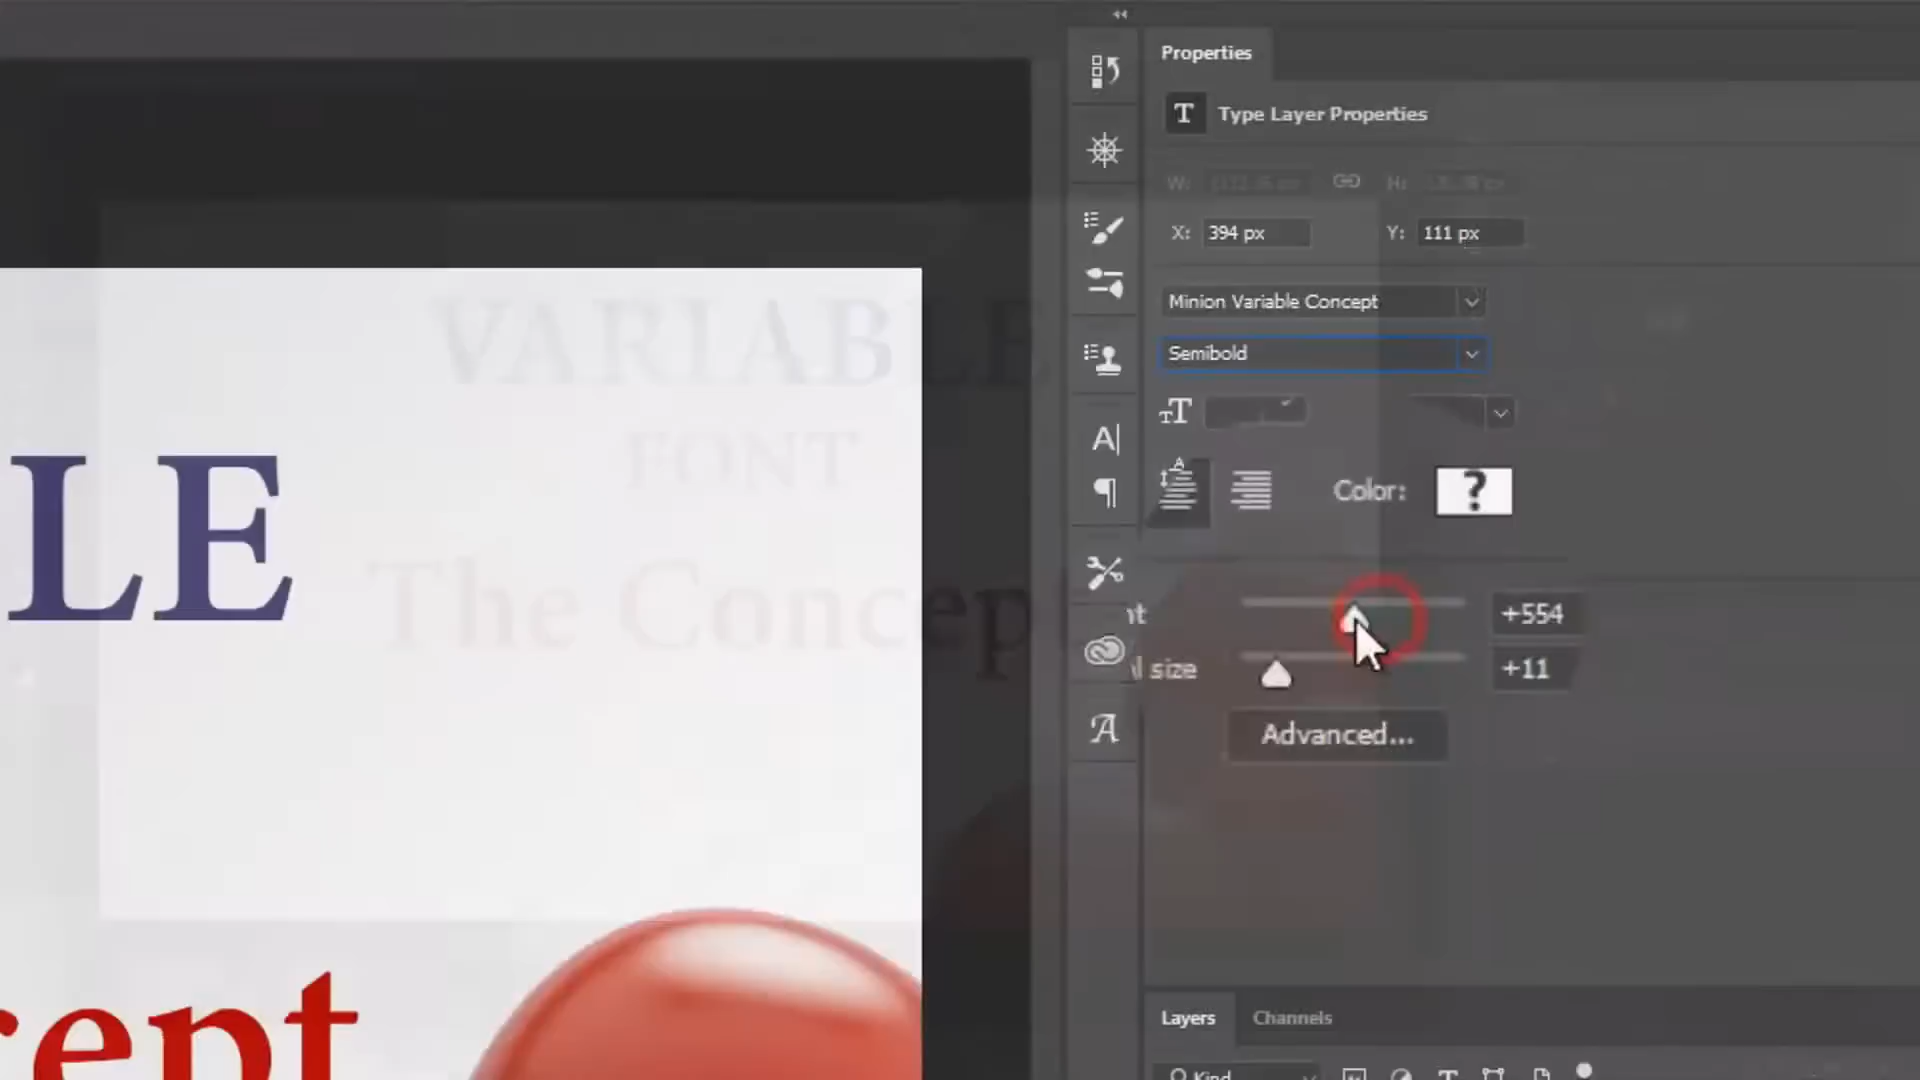 Properties
T Type Layer Properties
W: H:
X: 394 px Y: 111 px
Minion Variable Concept
VARIABLE
Semibold
FONT
LE
Color: ?
The Concept
+554
size +11
Advanced...
cept
Layers Channels
Kind